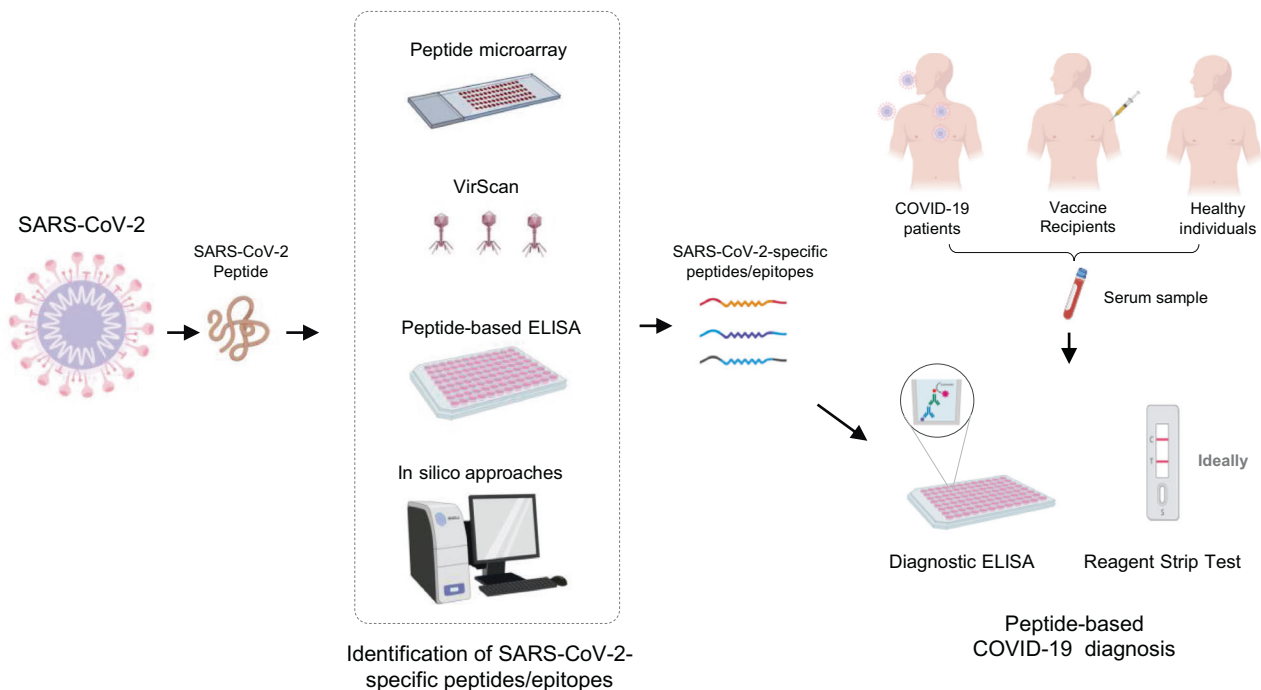 SARS-CoV-2
SARS-CoV-2
Peptide
Peptide microarray
VirScan
Peptide-based ELISA
In silico approaches
Identification of SARS-CoV-2-
specific peptides/epitopes
SARS-CoV-2-specific
peptides/epitopes
COVID-19
patients
Vaccine
Recipients
Healthy
individuals
Serum sample
C
T
S
Ideally
Diagnostic ELISA
Reagent Strip Test
Peptide-based
COVID-19 diagnosis